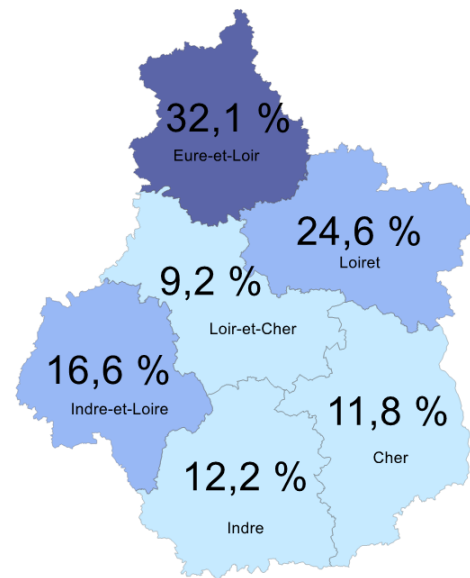 32,1 %
Eure-et-Loir
24,6 %
Loiret
9,2 %
Loir-et-Cher
16,6 %
Indre-et-Loire
11,8 %
Cher
12,2 %
Indre